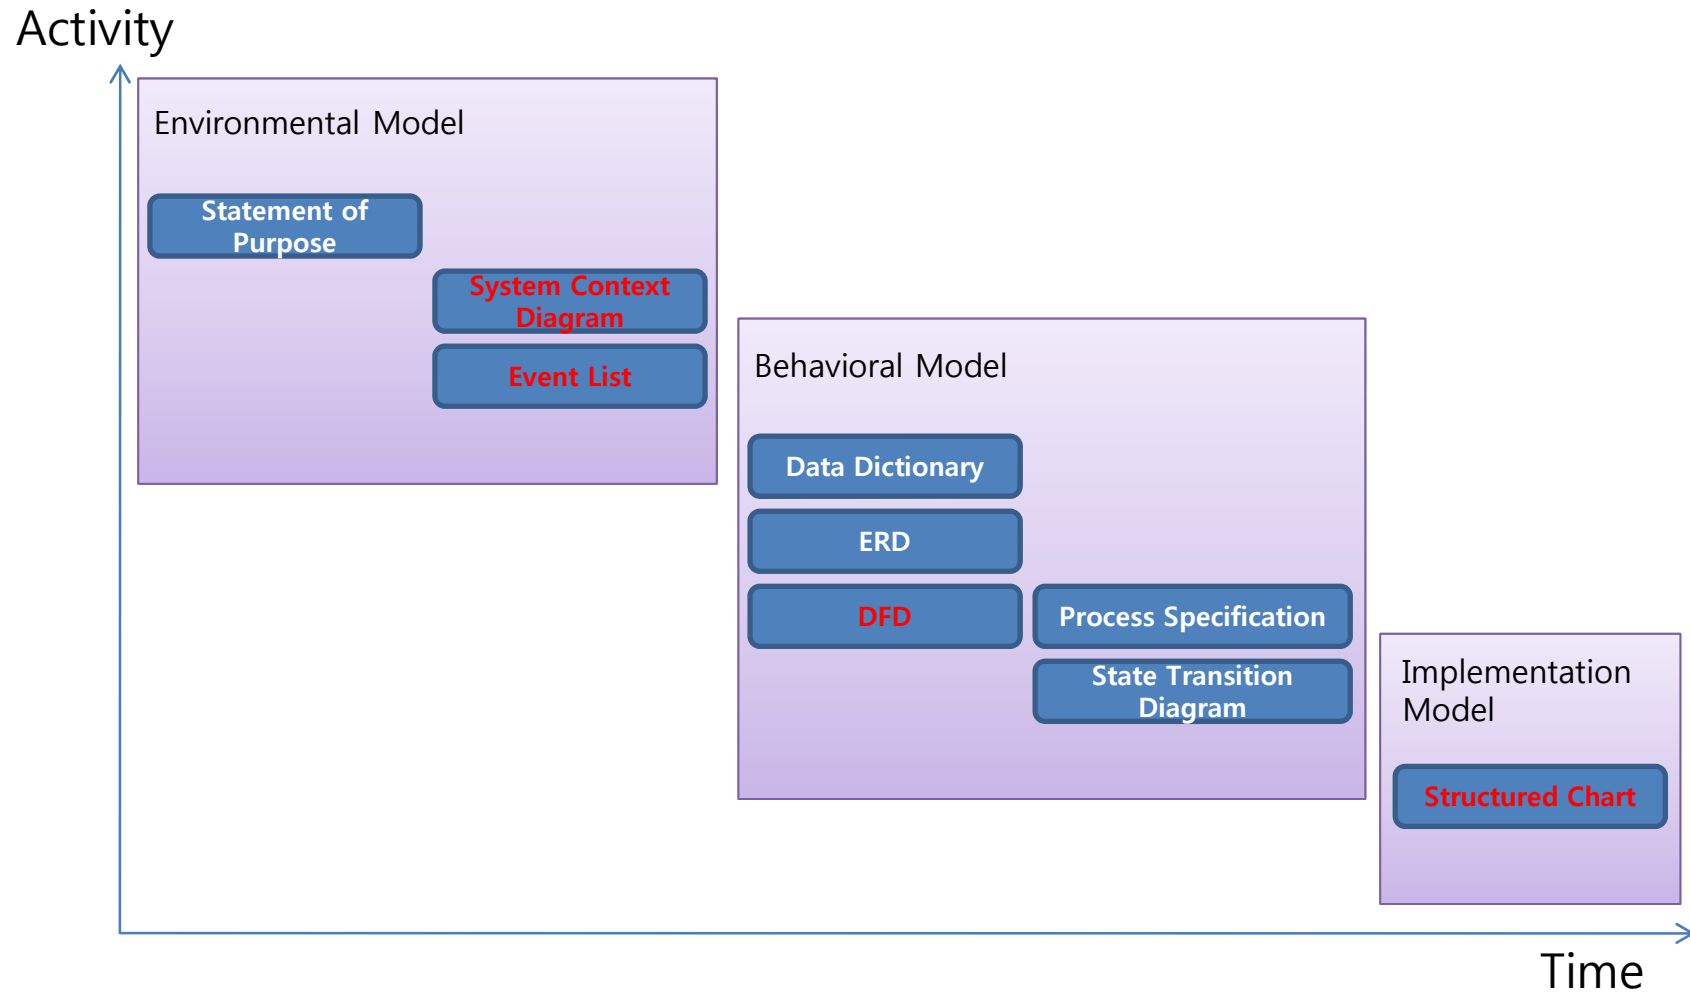 Activity
Environmental Model
Statement of
Purpose
System Context
Diagram
Event List
Behavioral Model
Data Dictionary
ERD
DFD
Process Specification
State Transition
Diagram
Implementation
Model
Structured Chart
Time